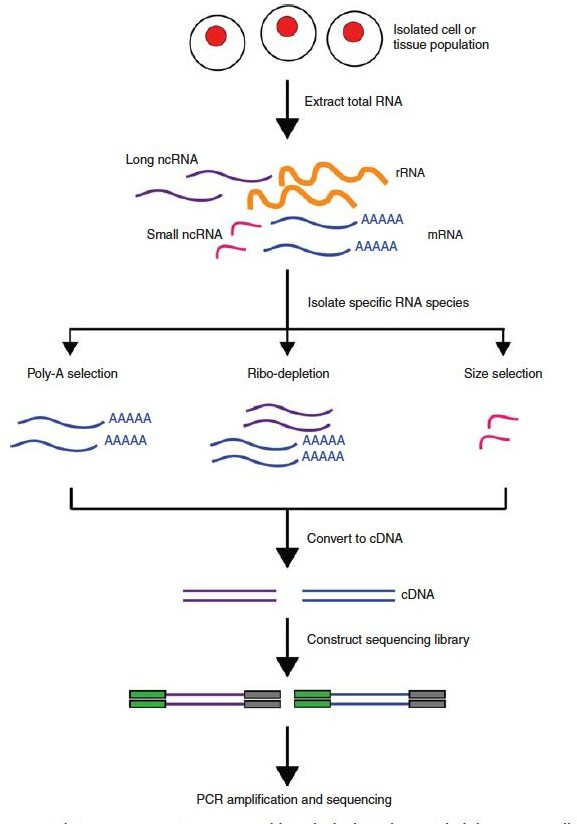 Isolated cell or
tissue population
Extract total RNA
Long ncRNA
rRNA
AAAAA
Small ncRNA
mRNA
AAAAA
Isolate specific RNA species
Poly-A selection
Ribo-depletion
Size selection
AAAAA
AAAAA
AAAAA
AAAAA
Convert to cDNA
cDNA
Construct sequencing library
PCR amplification and sequencing